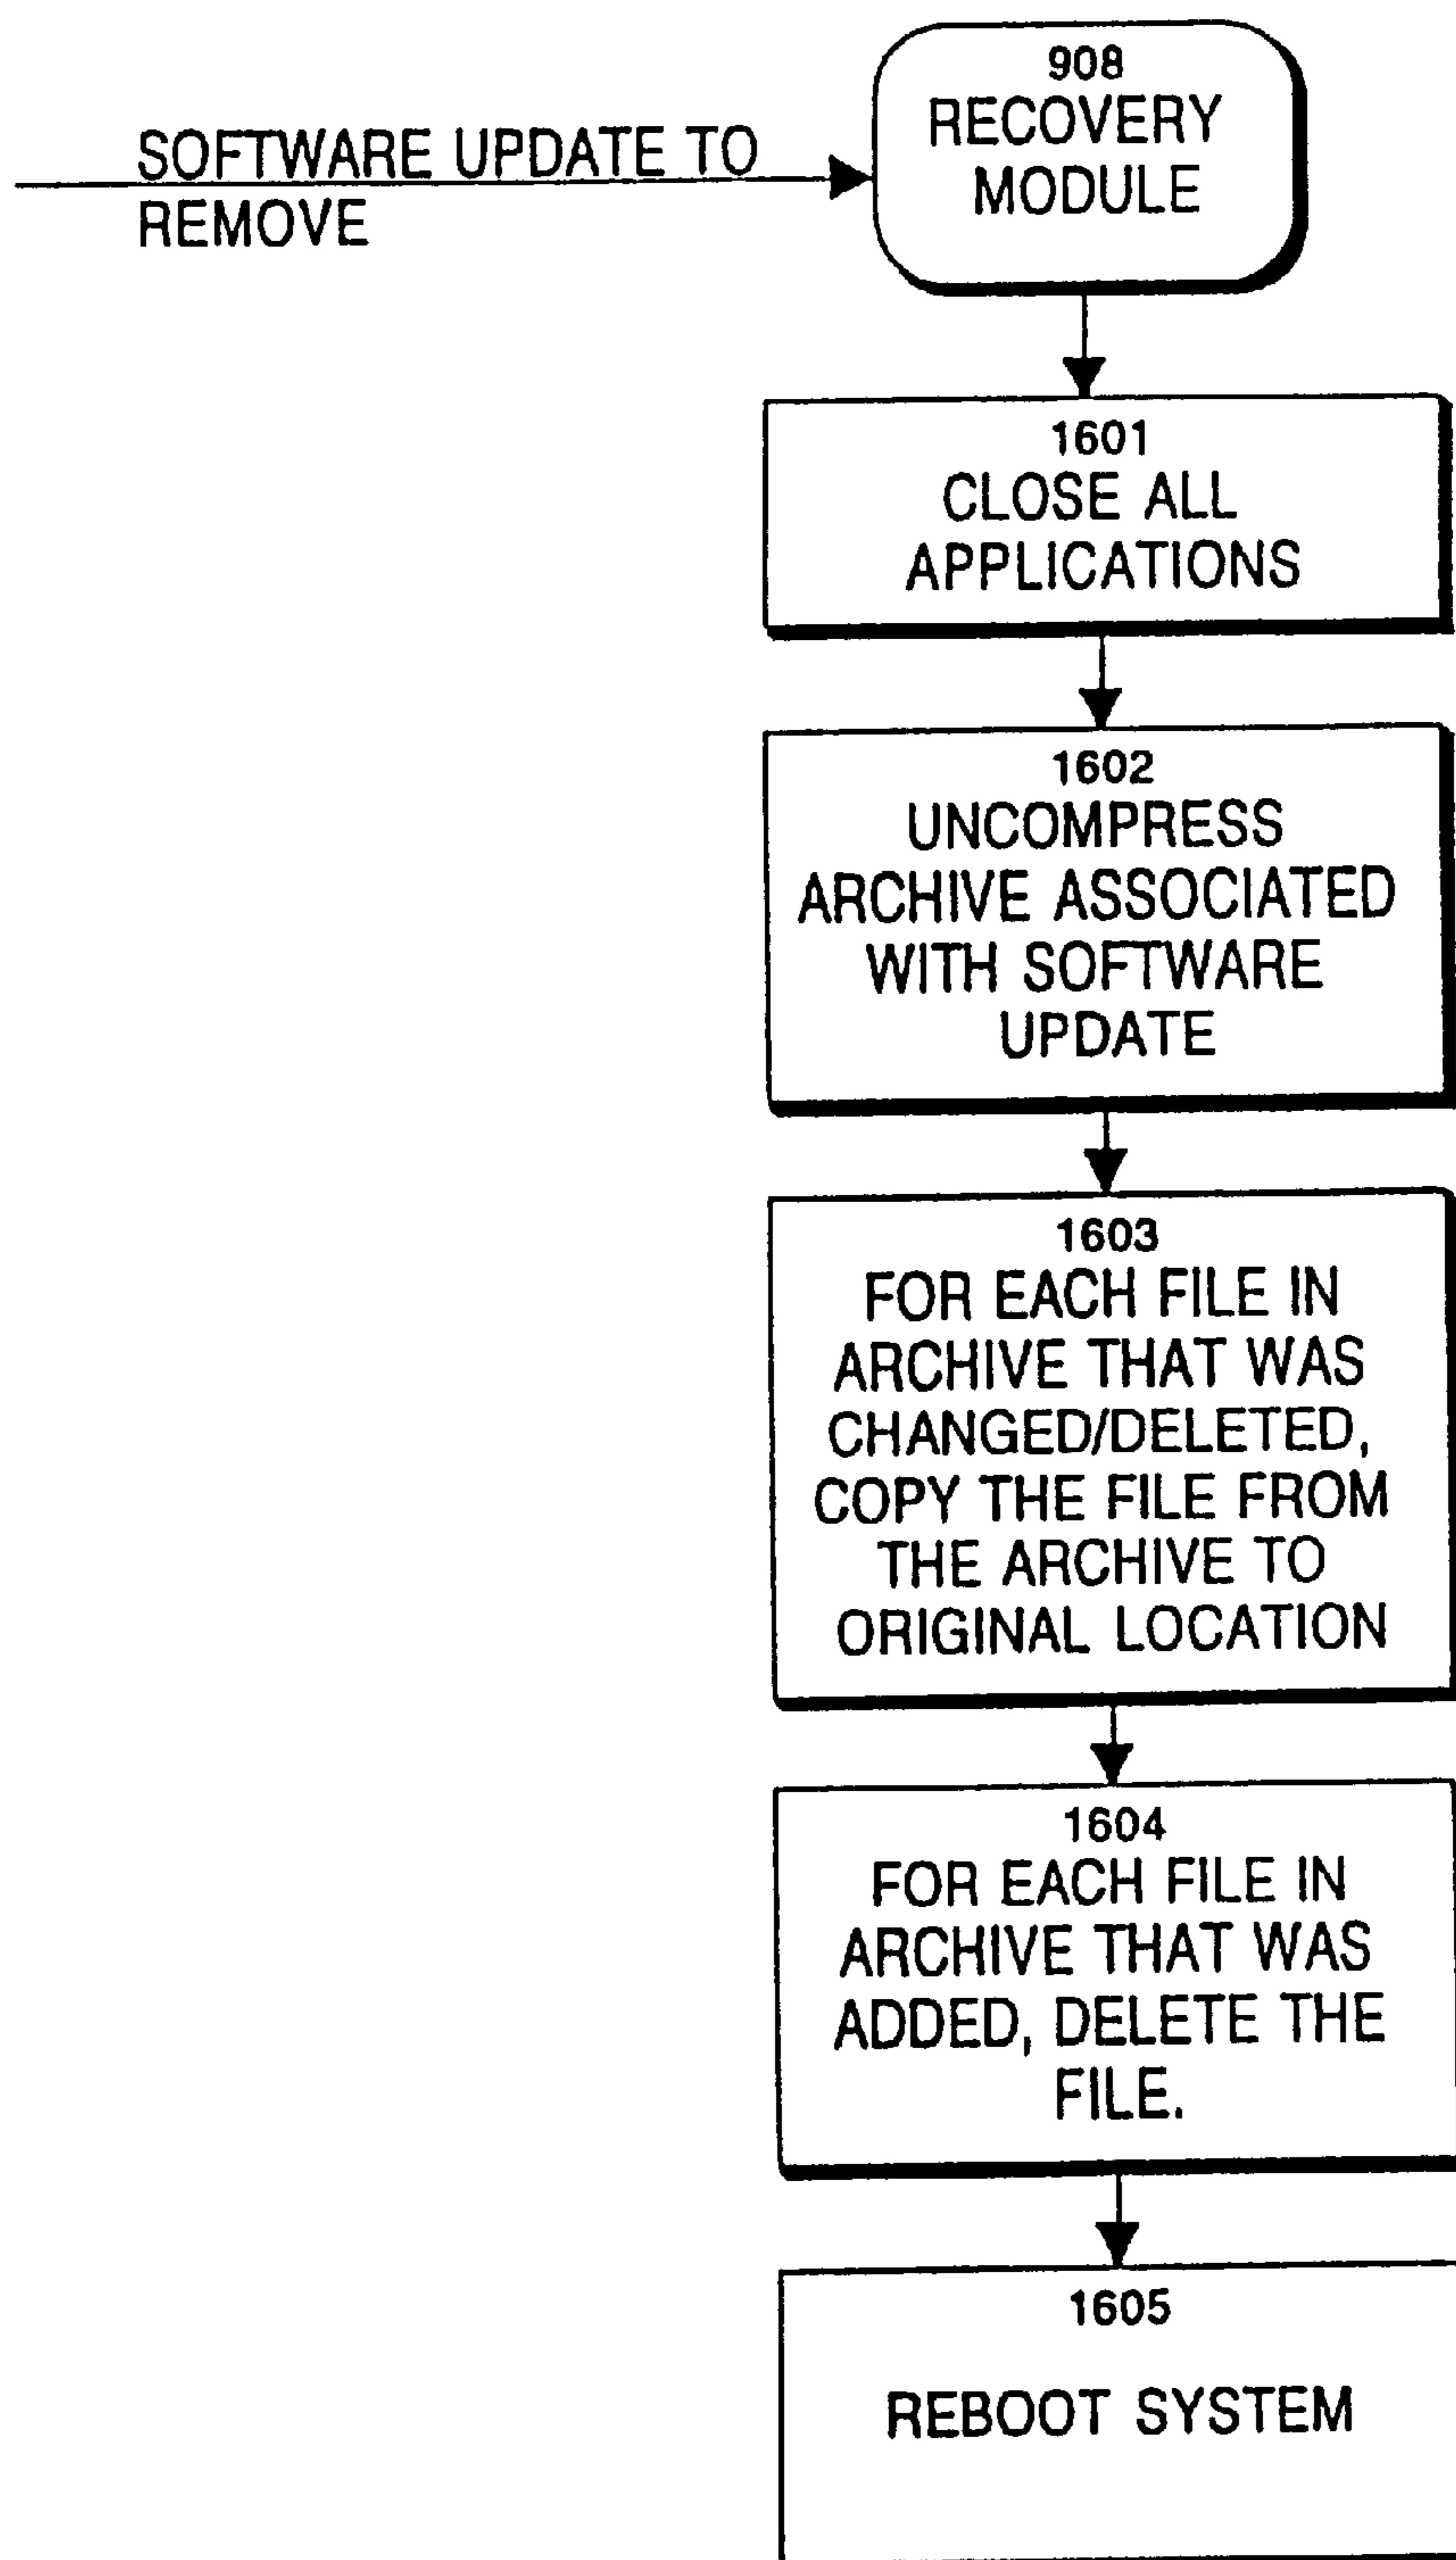 908
RECOVERY
MODULE
SOFTWARE UPDATE TO
REMOVE
1601
CLOSE ALL
APPLICATIONS
1602
UNCOMPRESS
ARCHIVE ASSOCIATED
WITH SOFTWARE
UPDATE
1603
FOR EACH FILE IN
ARCHIVE THAT WAS
CHANGED/DELETED,
COPY THE FILE FROM
THE ARCHIVE TO
ORIGINAL LOCATION
1604
FOR EACH FILE IN
ARCHIVE THAT WAS
ADDED, DELETE THE
FILE.
1605
REBOOT SYSTEM